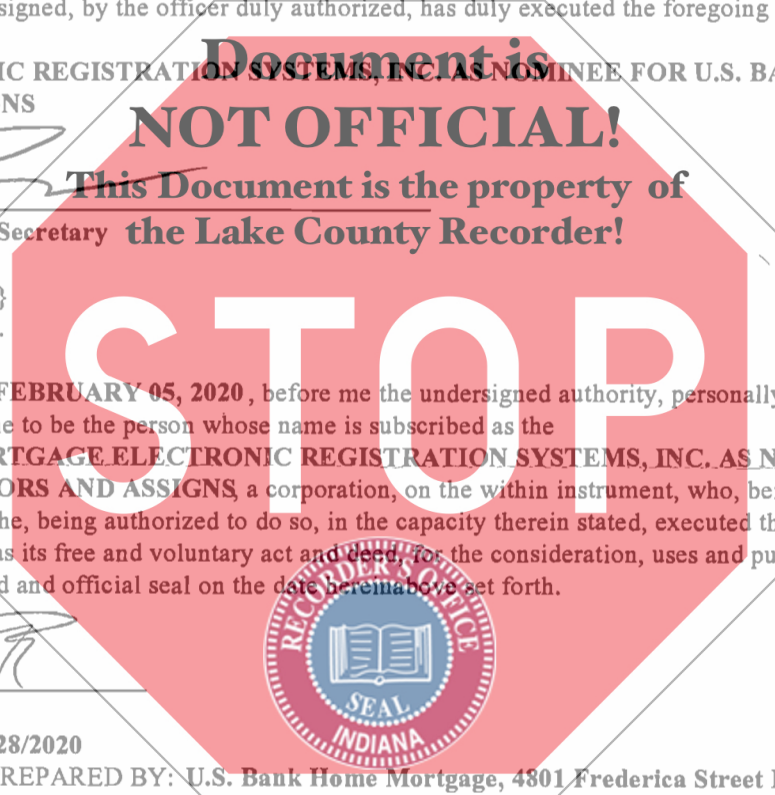 signed, by the officer duly authorized, has duly executed the foregoing
Document is
IC REGISTRATION SYSTEMS, INC. AS NOMINEE FOR U.S. BA
NS
NOT OFFICIAL!
This Document is the property of
Secretary the Lake County Recorder!
}
STOP
FEBRUARY 05, 2020, before me the undersigned authority, personally
e to be the person whose name is subscribed as the
RTGAGE ELECTRONIC REGISTRATION SYSTEMS, INC. AS N
ORS AND ASSIGNS, a corporation, on the within instrument, who, be
he, being authorized to do so, in the capacity therein stated, executed th
as its free and voluntary act and deed, for the consideration, uses and pu
d and official seal on the date hereinabove set forth.
RECORDER'S OFFICE
SEAL
INDIANA
28/2020
REPARED BY: U.S. Bank Home Mortgage, 4801 Frederica Street